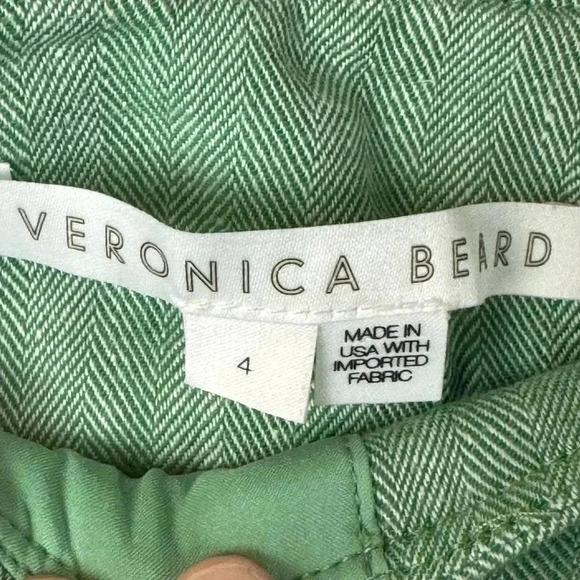 VERONICA BEARD
4
MADE IN
USA WITH
IMPORTED
FABRIC